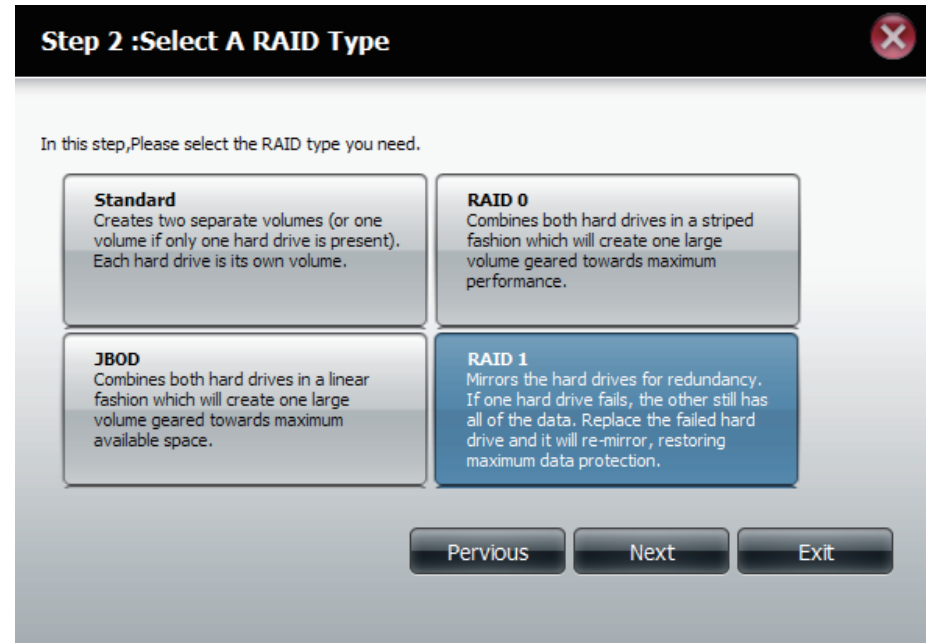 Step 2 :Select A RAID Type
In this step,Please select the RAID type you need.
Standard
Creates two separate volumes (or one
volume if only one hard drive is present).
Each hard drive is its own volume.
RAID 0
Combines both hard drives in a striped
fashion which will create one large
volume geared towards maximum
performance.
JBOD
Combines both hard drives in a linear
fashion which will create one large
volume geared towards maximum
available space.
RAID 1
Mirrors the hard drives for redundancy.
If one hard drive fails, the other still has
all of the data. Replace the failed hard
drive and it will re-mirror, restoring
maximum data protection.
Pervious
Next
Exit